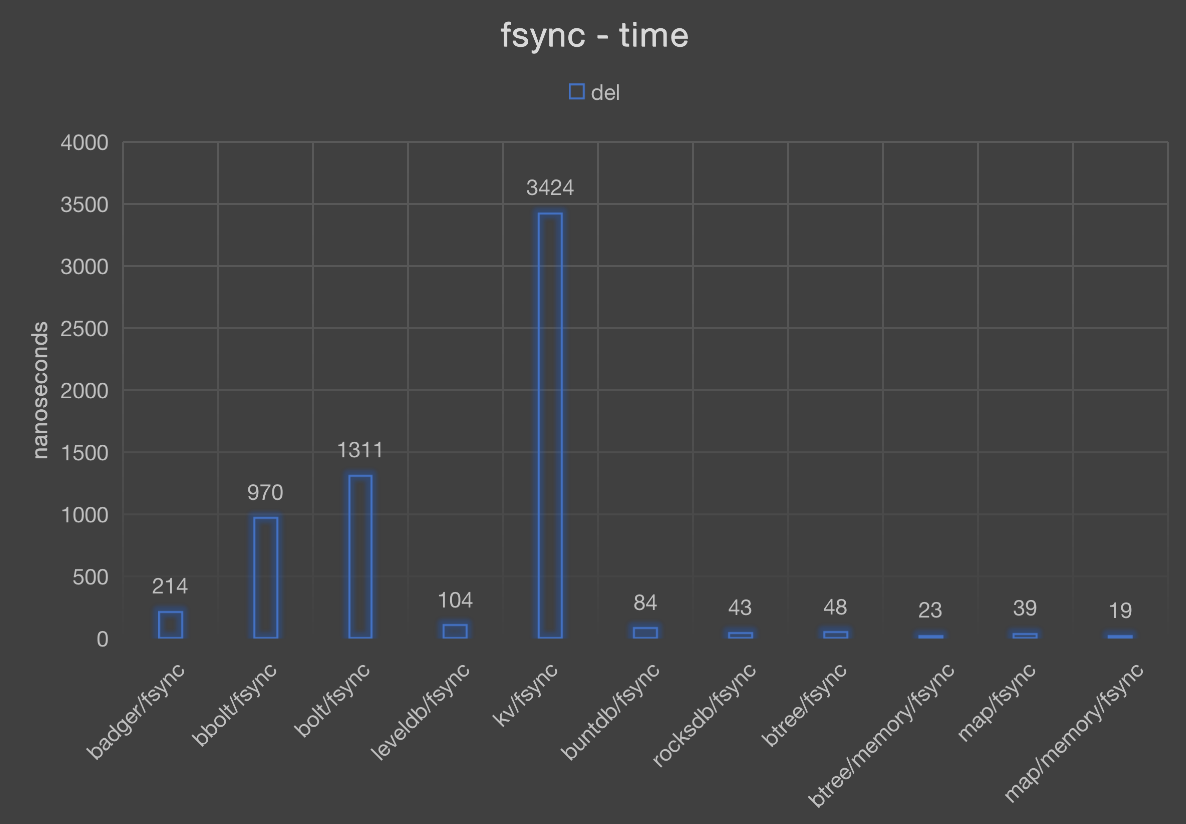 fsync - time
del
nanoseconds
4000
3500
3000
2500
2000
1500
1000
500
0
214
970
1311
104
3424
84
43
48
23
39
19
badger/fsync
bbolt/fsync
bolt/fsync
leveldb/fsync
kv/fsync
buntdb/fsync
rocksdb/fsync
btree/fsync
btree/memory/fsync
map/fsync
map/memory/fsync